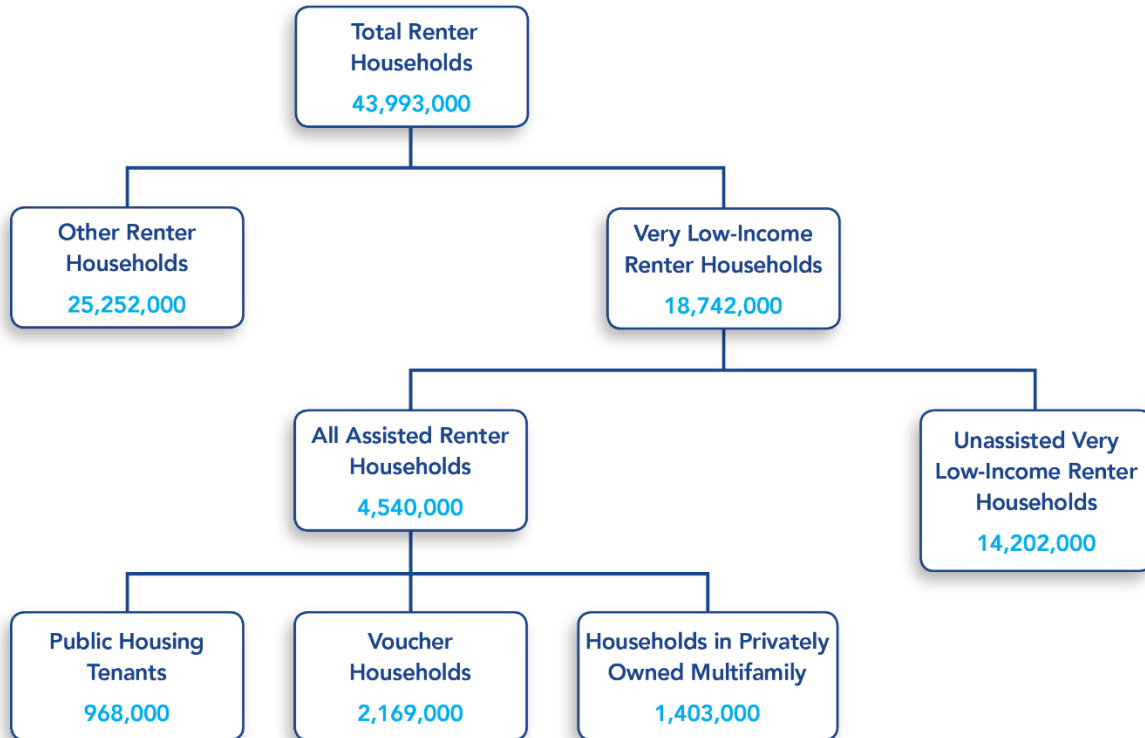 Total Renter
Households
43,993,000
Other Renter
Households
25,252,000
Very Low-Income
Renter Households
18,742,000
All Assisted Renter
Households
4,540,000
Unassisted Very
Low-Income Renter
Households
14,202,000
Public Housing
Tenants
968,000
Voucher
Households
2,169,000
Households in Privately
Owned Multifamily
1,403,000